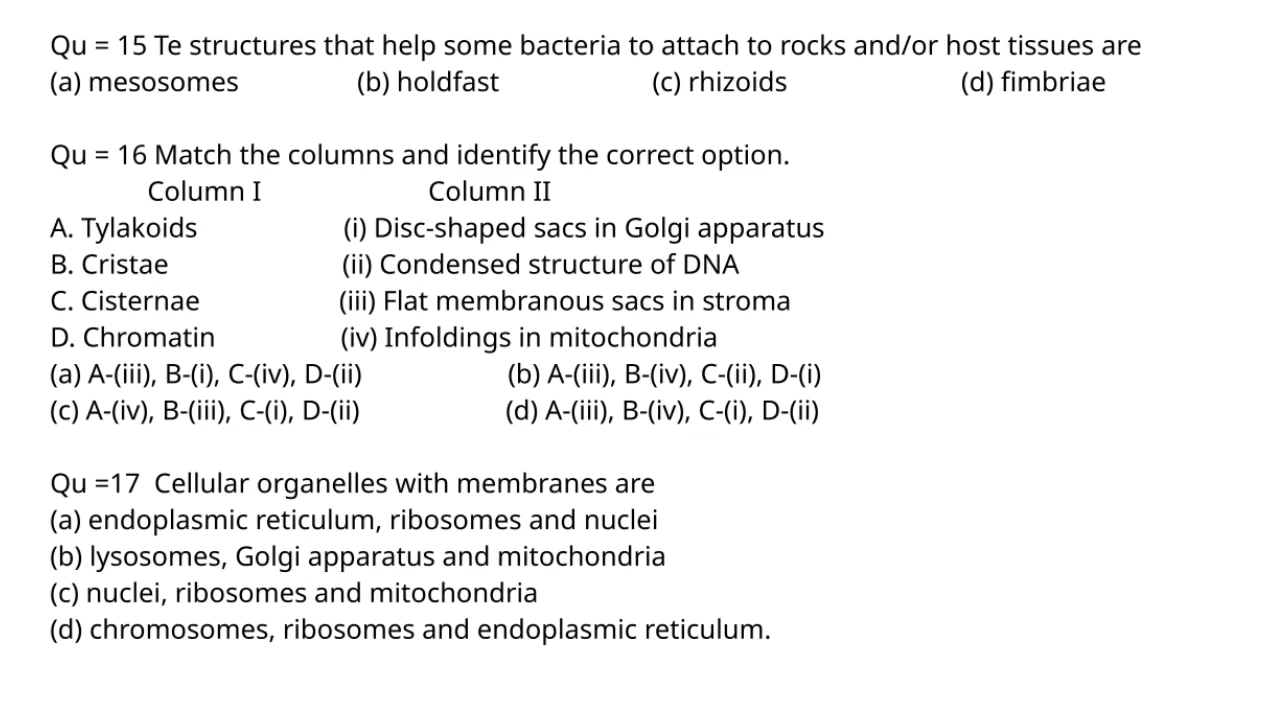 Qu = 15 Te structures that help some bacteria to attach to rocks and/or host tissues are
(a) mesosomes (b) holdfast (c) rhizoids (d) fimbriae
Qu = 16 Match the columns and identify the correct option.
Column I Column II
A. Tylakoids (i) Disc-shaped sacs in Golgi apparatus
B. Cristae (ii) Condensed structure of DNA
C. Cisternae (iii) Flat membranous sacs in stroma
D. Chromatin (iv) Infoldings in mitochondria
(a) A-(iii), B-(i), C-(iv), D-(ii) (b) A-(iii), B-(iv), C-(ii), D-(i)
(c) A-(iv), B-(iii), C-(i), D-(ii) (d) A-(iii), B-(iv), C-(i), D-(ii)
Qu =17 Cellular organelles with membranes are
(a) endoplasmic reticulum, ribosomes and nuclei
(b) lysosomes, Golgi apparatus and mitochondria
(c) nuclei, ribosomes and mitochondria
(d) chromosomes, ribosomes and endoplasmic reticulum.